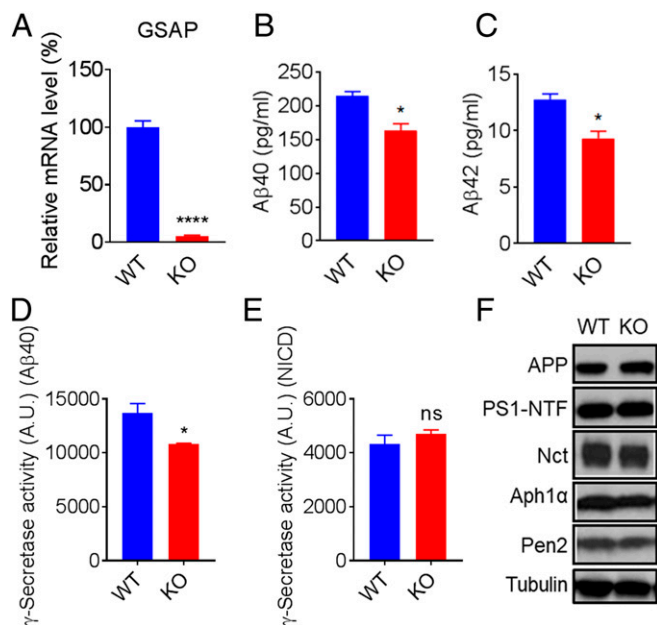 A
GSAP
Relative mRNA level (%)
150
100
50
0
****
WT
KO
B
Aβ40 (pg/ml)
250
200
150
100
50
0
*
WT
KO
C
Aβ42 (pg/ml)
15
10
5
0
*
WT
KO
D
γ-Secretase activity (A.U.) (Aβ40)
15000
10000
5000
0
*
WT
KO
E
γ-Secretase activity (A.U.) (NICD)
6000
4000
2000
0
ns
WT
KO
F
WT KO
APP
PS1-NTF
Nct
Aph1α
Pen2
Tubulin